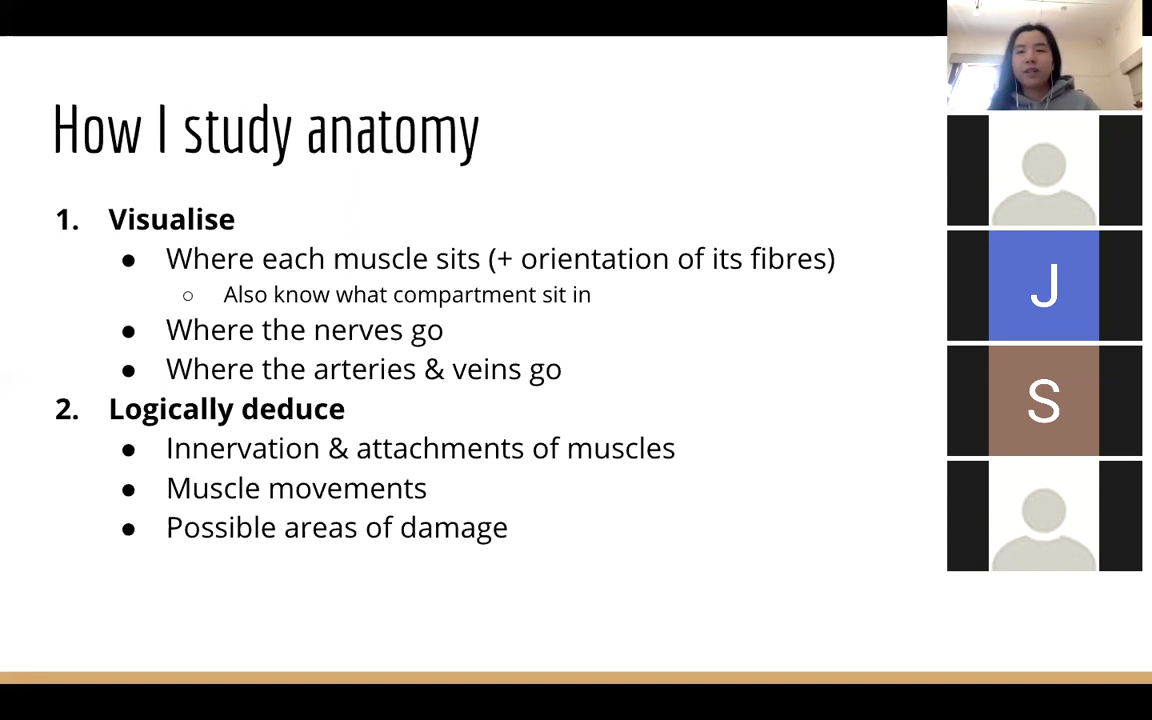 How I study anatomy
1. Visualise
● Where each muscle sits (+ orientation of its fibres)
○ Also know what compartment sit in
● Where the nerves go
● Where the arteries & veins go
2. Logically deduce
● Innervation & attachments of muscles
● Muscle movements
● Possible areas of damage
J
S